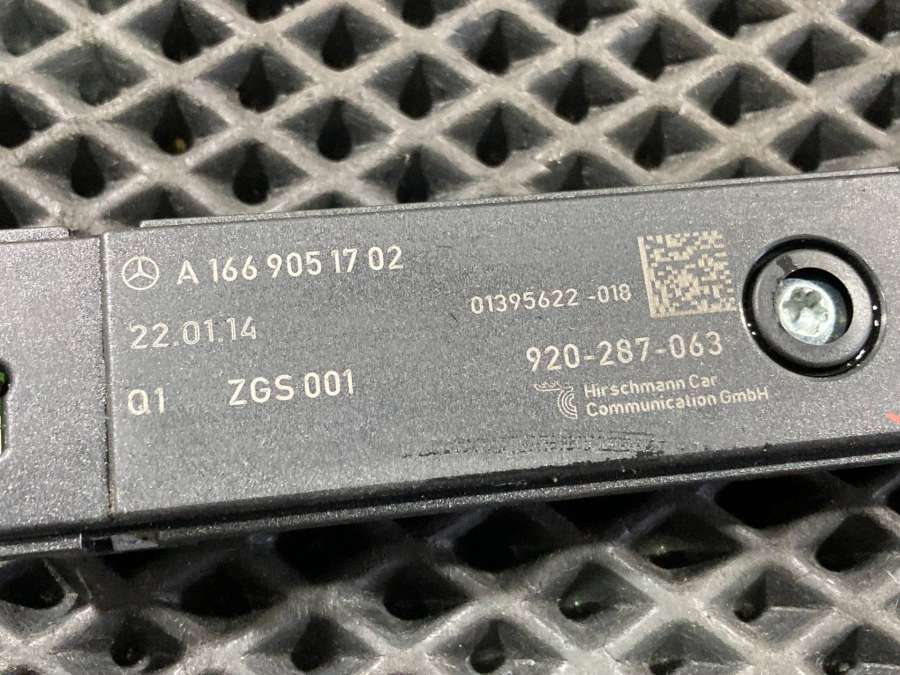 A 166 905 17 02
01395622 -018
22.01.14
920-287-063
Q1 ZGS 001
Hirschmann Car
Communication GmbH